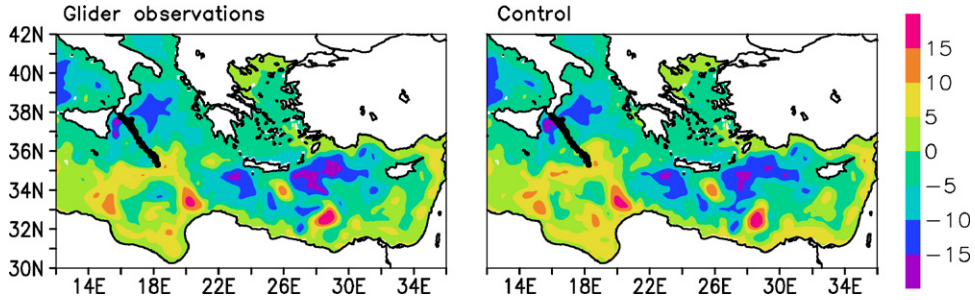 Glider observations
Control
42N
40N
38N
36N
34N
32N
30N
14E 18E 22E 26E 30E 34E
14E 18E 22E 26E 30E 34E
15
10
5
0
−5
−10
−15